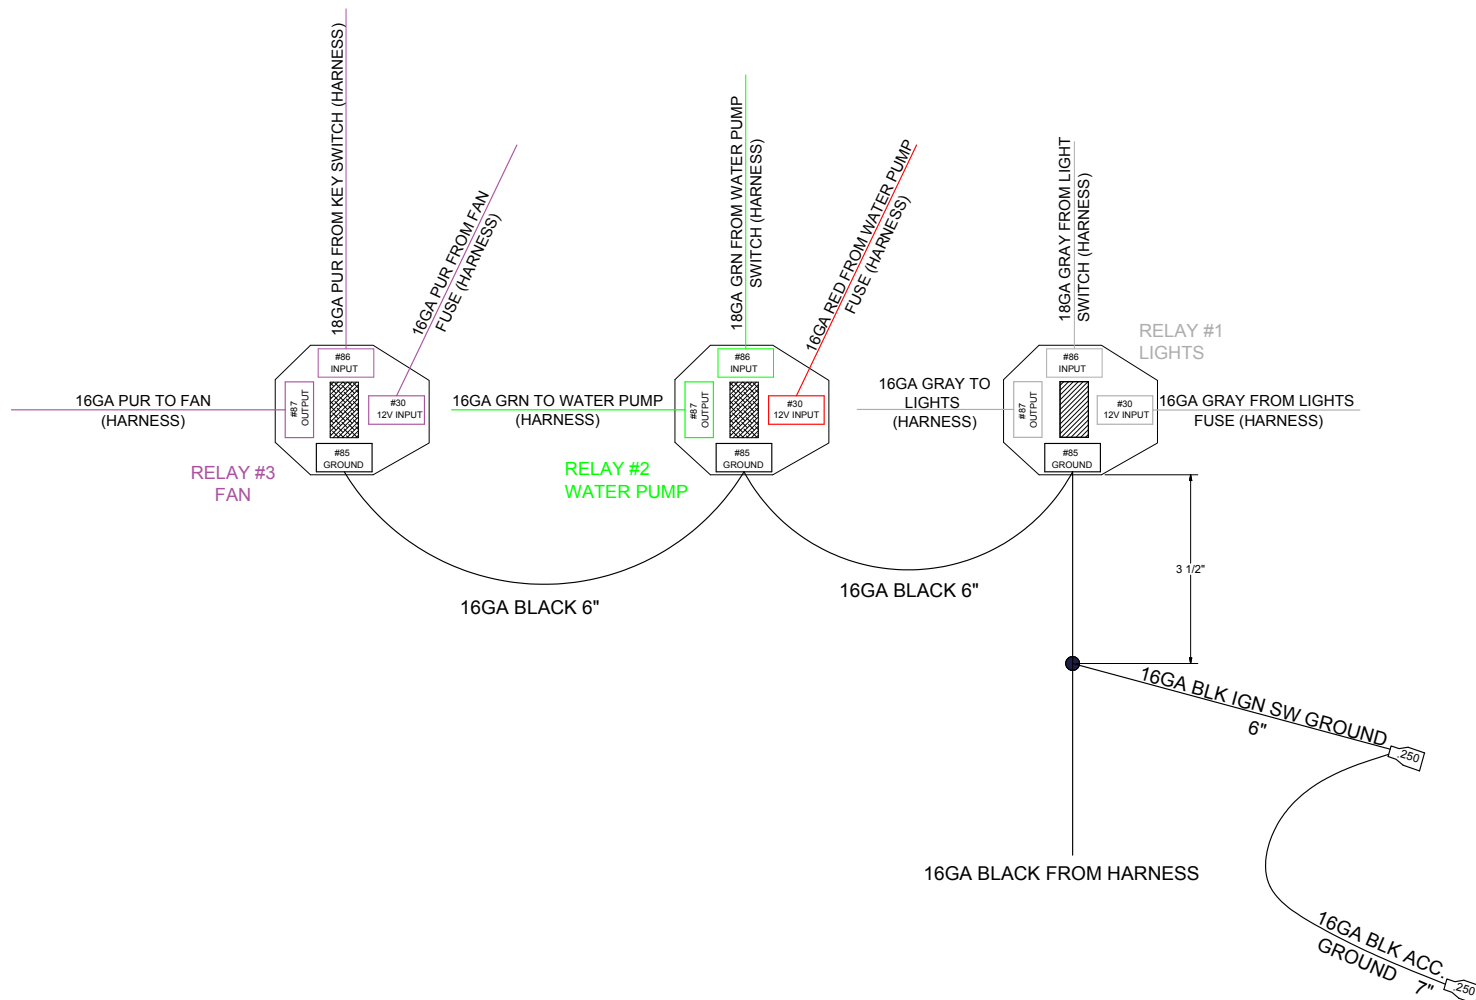 18GA PUR FROM KEY SWITCH (HARNESS)
16GA PUR FROM FAN
FUSE (HARNESS)
#86
INPUT
#87
OUTPUT
#30
12V INPUT
#85
GROUND
16GA PUR TO FAN
(HARNESS)
RELAY #3
FAN
18GA GRN FROM WATER PUMP
SWITCH (HARNESS)
16GA RED FROM WATER PUMP
FUSE (HARNESS)
#86
INPUT
#87
OUTPUT
#30
12V INPUT
#85
GROUND
16GA GRN TO WATER PUMP
(HARNESS)
RELAY #2
WATER PUMP
18GA GRAY FROM LIGHT
SWITCH (HARNESS)
RELAY #1
LIGHTS
#86
INPUT
#87
OUTPUT
#30
12V INPUT
#85
GROUND
16GA GRAY TO
LIGHTS
(HARNESS)
16GA GRAY FROM LIGHTS
FUSE (HARNESS)
16GA BLACK 6"
16GA BLACK 6"
3 1/2"
16GA BLK IGN SW GROUND
6"
.250
16GA BLACK FROM HARNESS
16GA BLK ACC.
GROUND 7"
.250